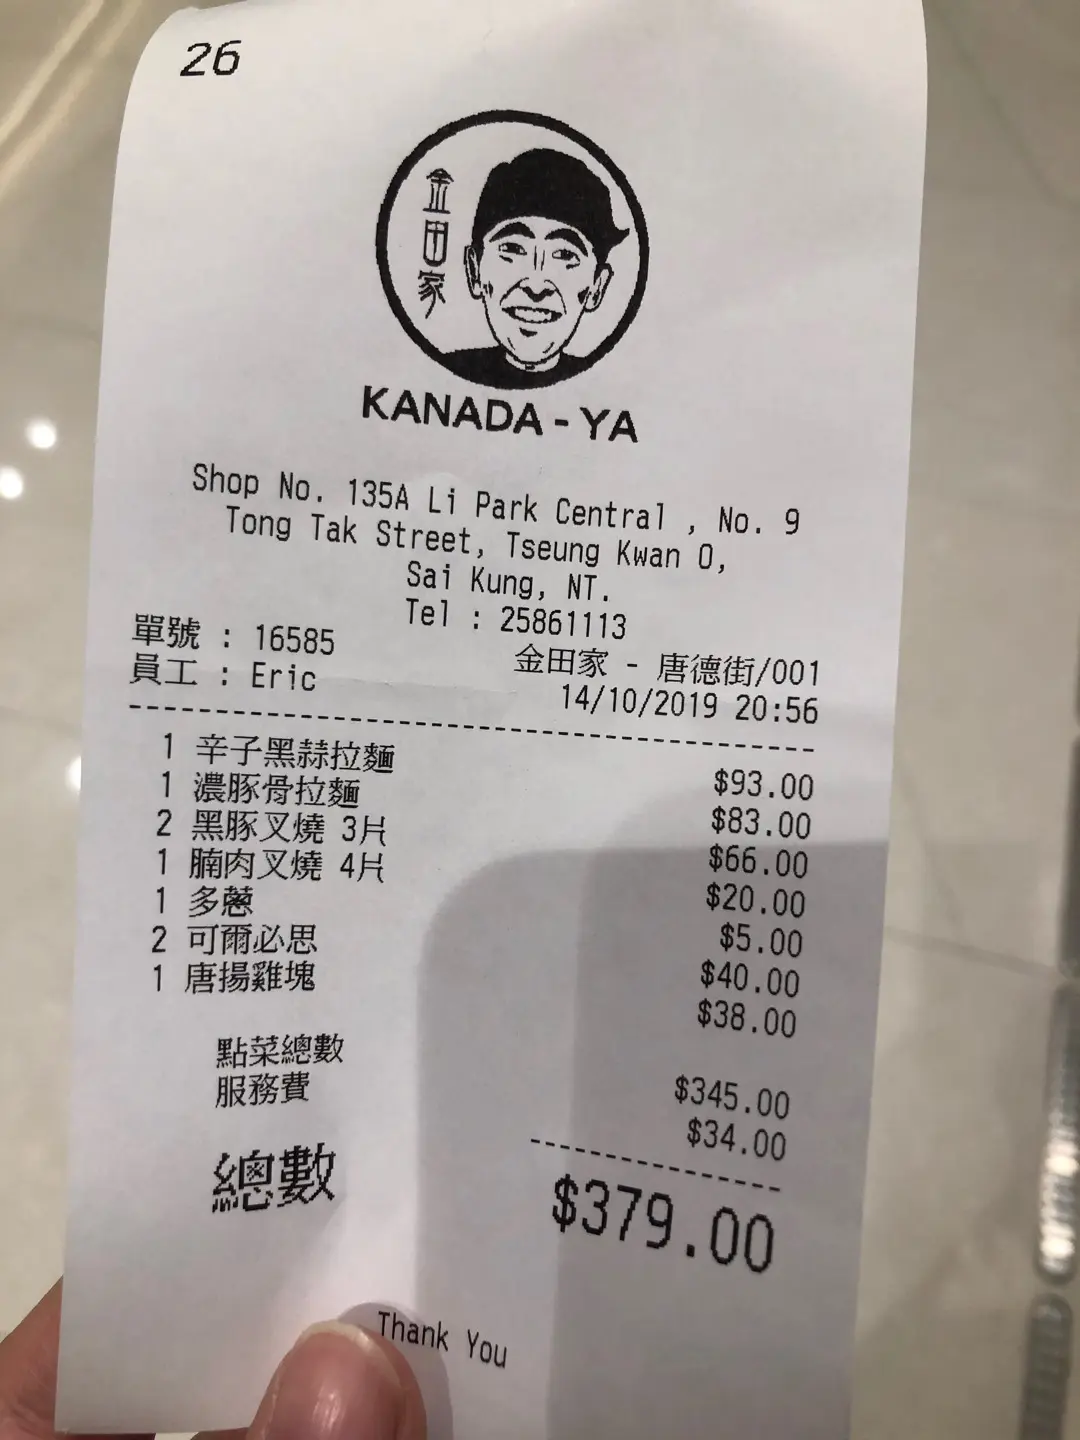 26
金田家
KANADA - YA
Shop No. 135A Li Park Central , No. 9
Tong Tak Street, Tseung Kwan O,
Sai Kung, NT.
Tel : 25861113
單號 : 16585
金田家 - 唐德街/001
員工 : Eric
14/10/2019 20:56
1 辛子黑蒜拉麵 $93.00
1 濃豚骨拉麵 $83.00
2 黑豚叉燒 3片 $66.00
1 腩肉叉燒 4片 $20.00
1 多蔥 $5.00
2 可爾必思 $40.00
1 唐揚雞塊 $38.00
點菜總數 $345.00
服務費 $34.00
總數 $379.00
Thank You